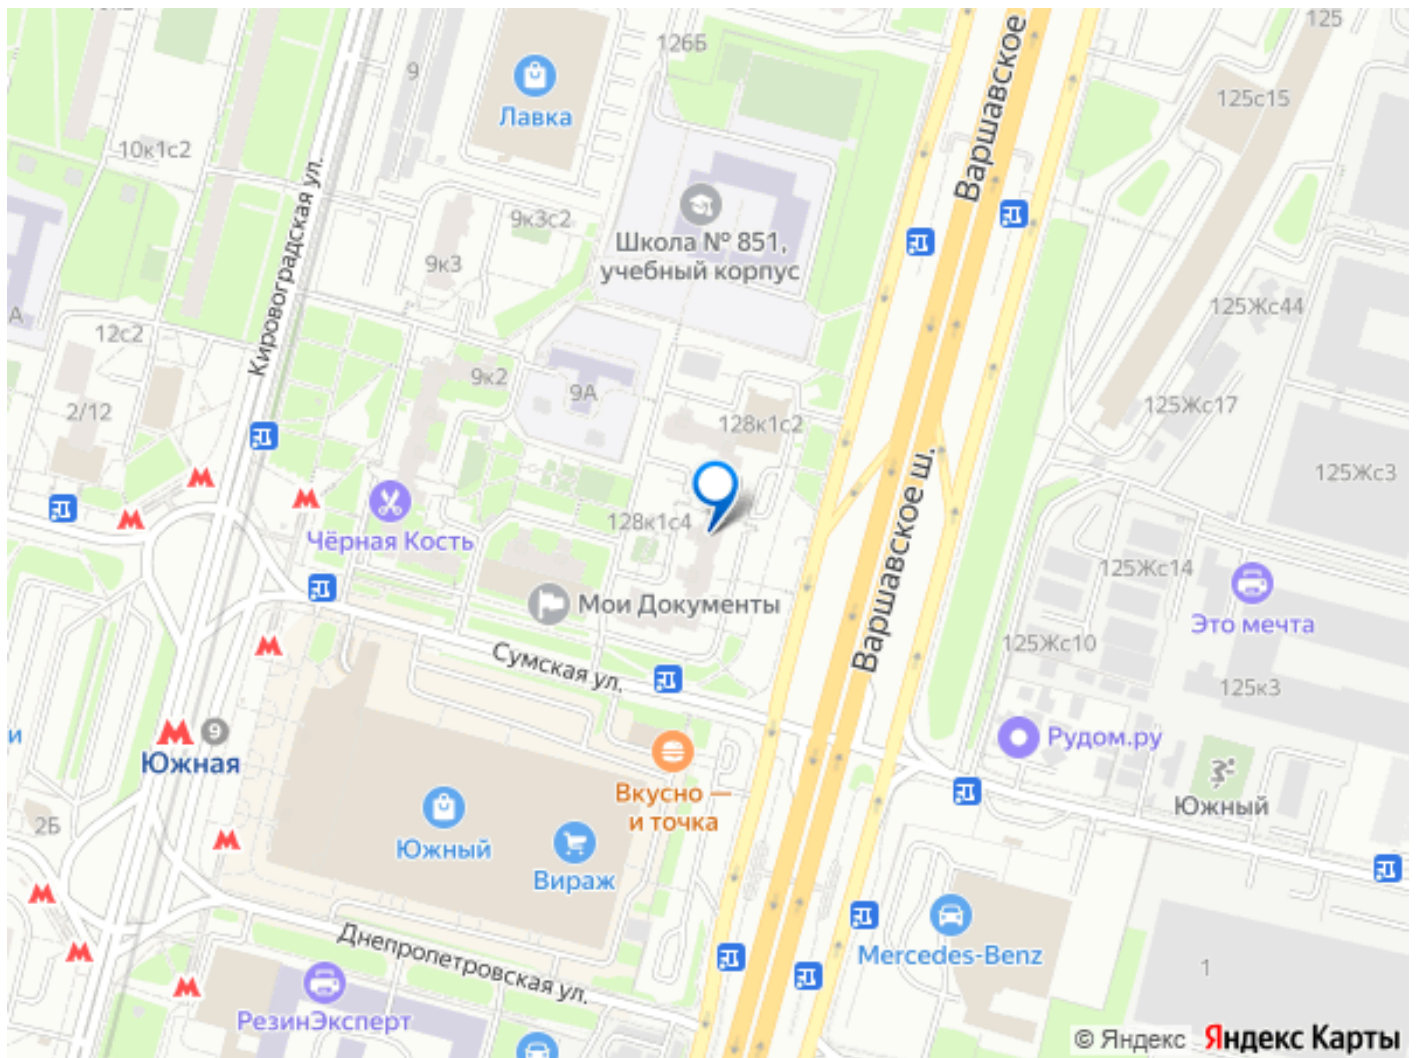 125
126Б
Варшавское
9
125с15
Лавка
10к1с2
Кировоградская ул.
9к3с2
Школа № 851,
учебный корпус
9к3
125Жс44
А
12с2
9к2
9А
2/12
125Жс17
128к1с2
125Жс3
Варшавское ш.
128к1с4
Чёрная Кость
125Жс14
Мои Документы
Это мечта
125Жс10
Сумская ул.
125к3
и
9
Южная
Рудом.ру
Вкусно —
и точка
Южный
2Б
Южный
Вираж
Днепропетровская ул.
Mercedes-Benz
1
РезинЭксперт
© Яндекс Яндекс Карты